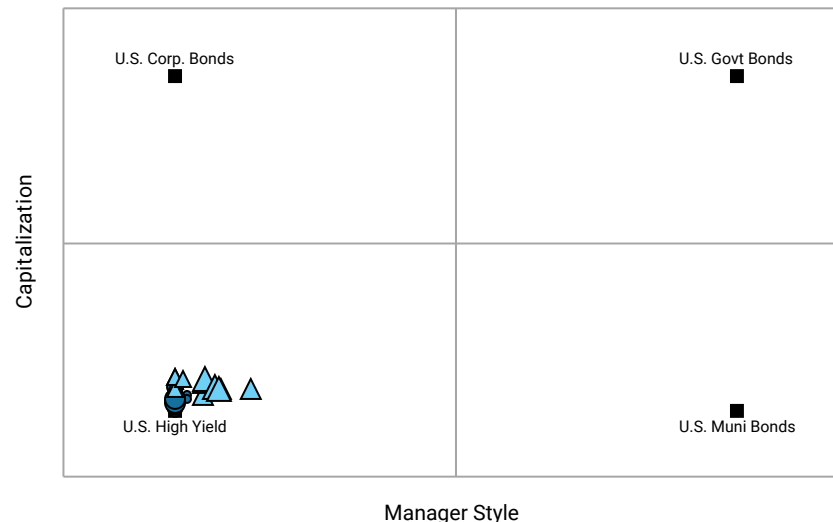 U.S. Corp. Bonds
U.S. Govt Bonds
Capitalization
U.S. High Yield
U.S. Muni Bonds
Manager Style